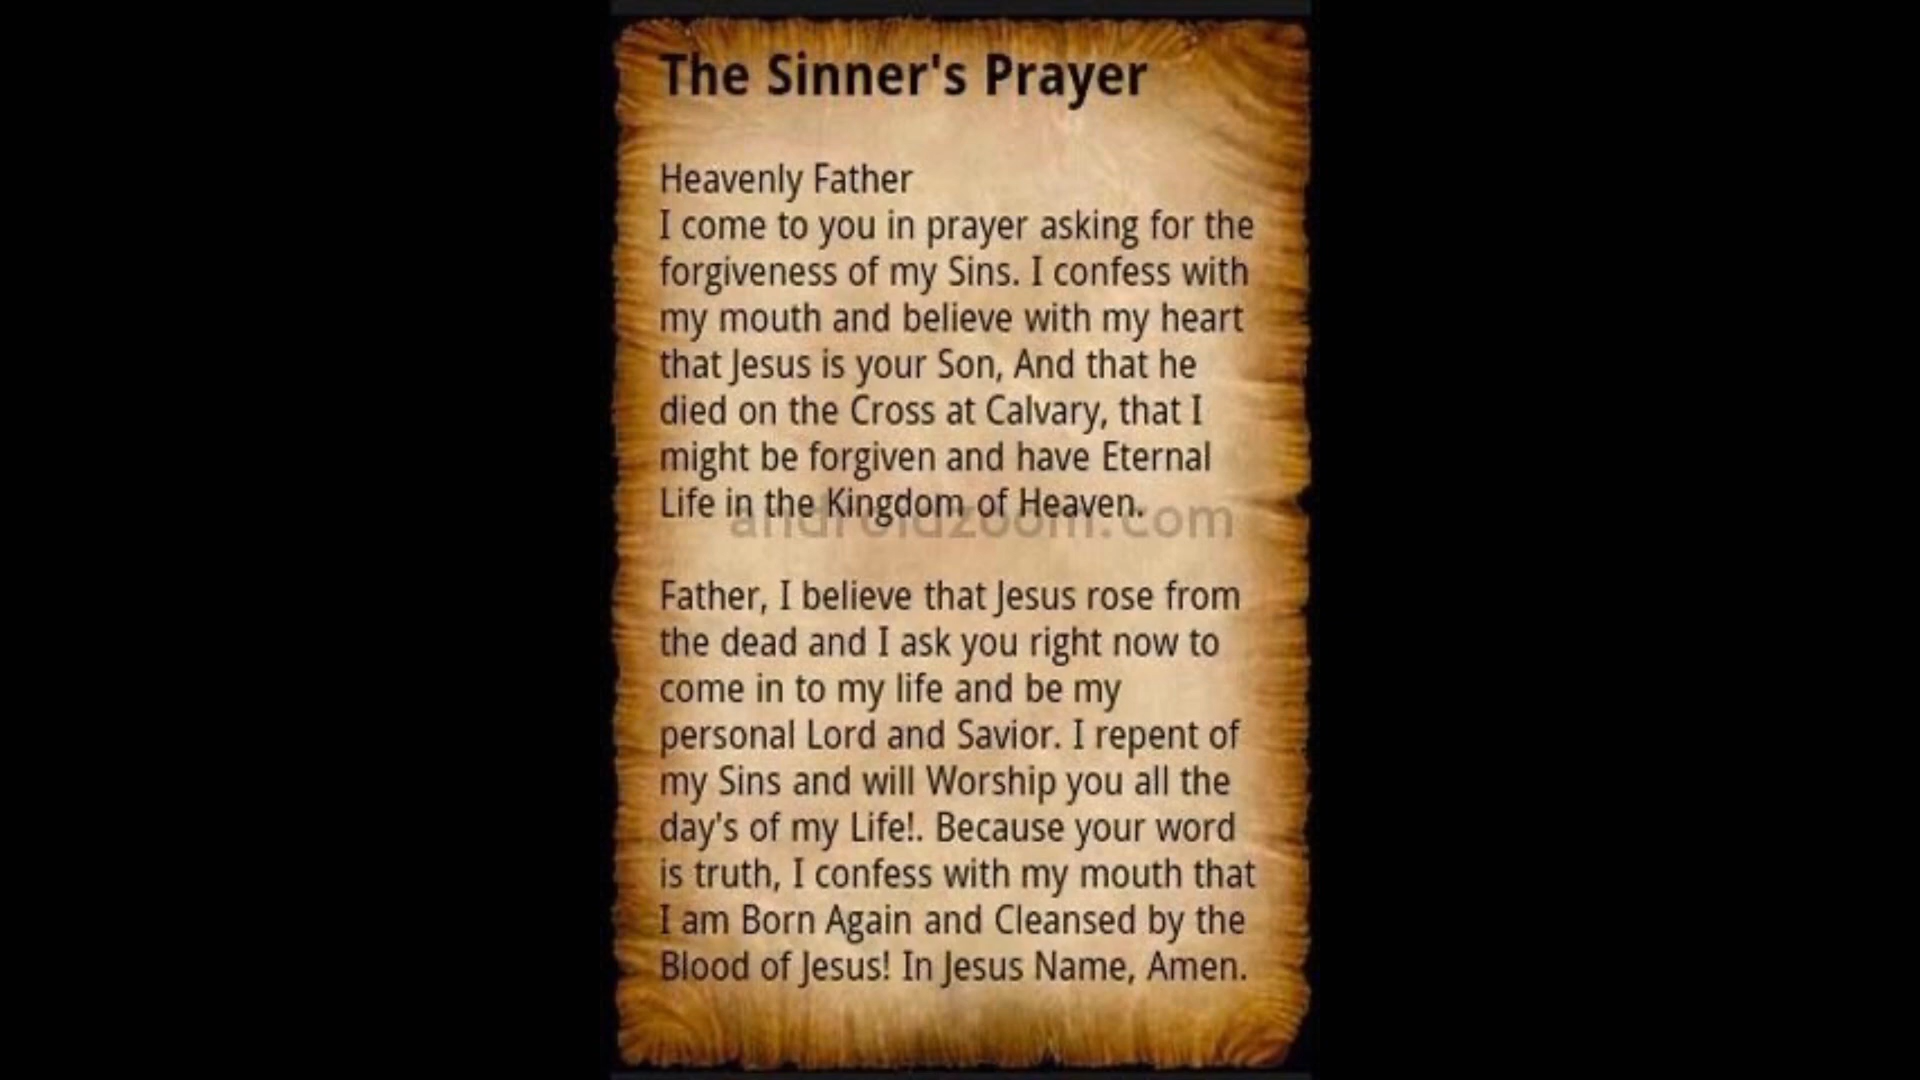 The Sinner's Prayer
Heavenly Father
I come to you in prayer asking for the
forgiveness of my Sins. I confess with
my mouth and believe with my heart
that Jesus is your Son, And that he
died on the Cross at Calvary, that I
might be forgiven and have Eternal
Life in the Kingdom of Heaven.
androidzoom.com
Father, I believe that Jesus rose from
the dead and I ask you right now to
come in to my life and be my
personal Lord and Savior. I repent of
my Sins and will Worship you all the
day's of my Life!. Because your word
is truth, I confess with my mouth that
I am Born Again and Cleansed by the
Blood of Jesus! In Jesus Name, Amen.